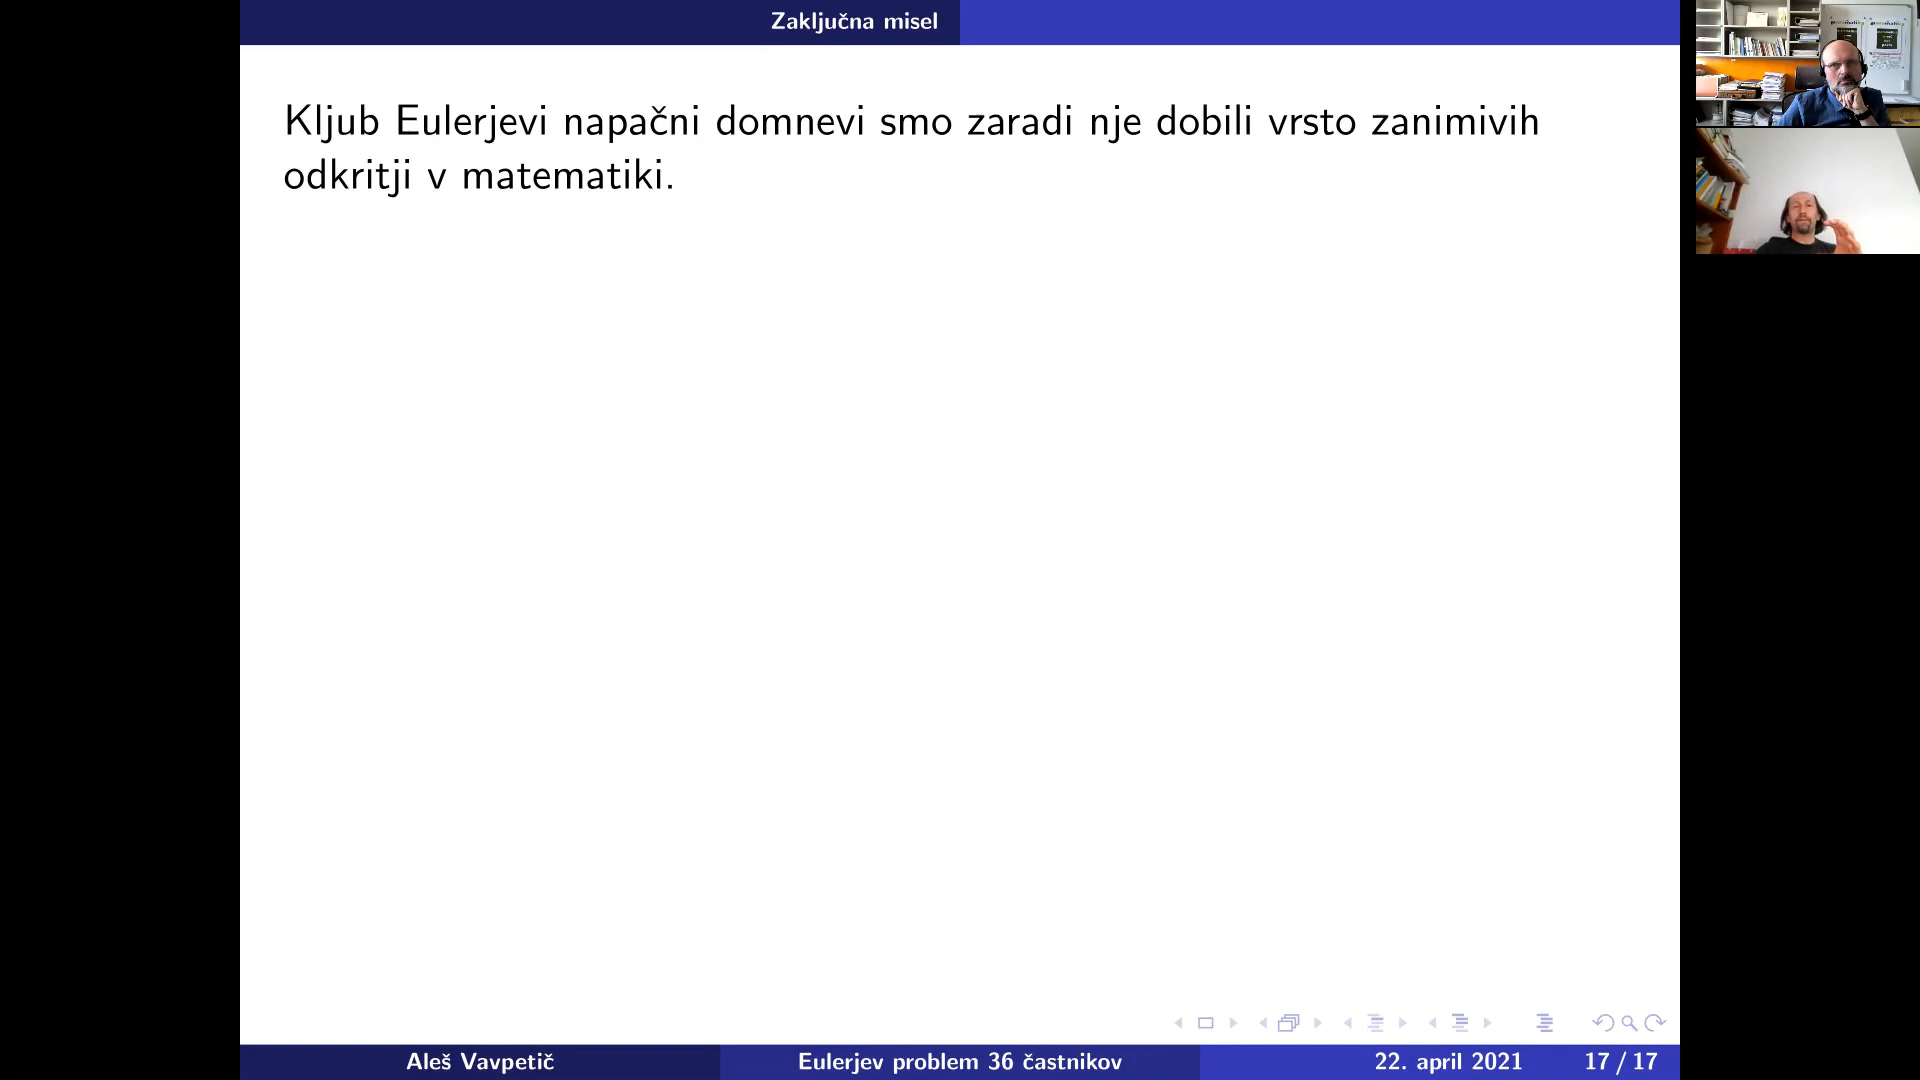 Zaključna misel
Kljub Eulerjevi napačni domnevi smo zaradi nje dobili vrsto zanimivih
odkritji v matematiki.
Aleš Vavpetič
Eulerjev problem 36 častnikov
22. april 2021
17 / 17